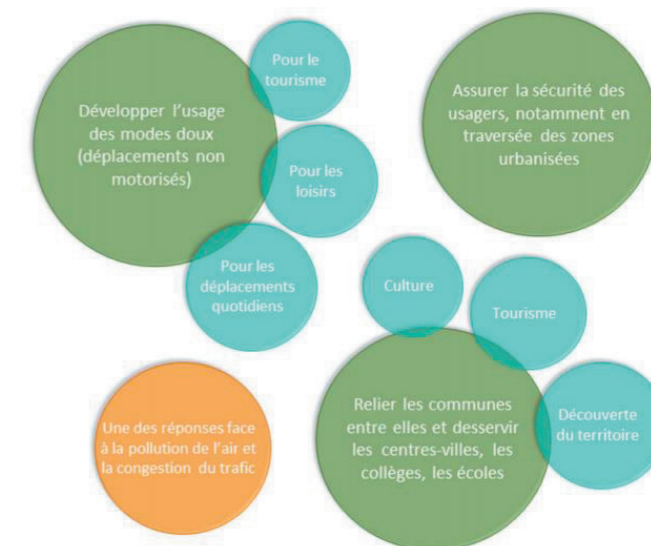 Développer l'usage
des modes doux
(déplacements non
motorisés)
Pour le
tourisme
Pour les
loisirs
Pour les
déplacements
quotidiens
Assurer la sécurité des
usagers, notamment en
traversée des zones
urbanisées
Culture
Tourisme
Découverte
du territoire
Relier les communes
entre elles et desservir
les centres-villes, les
collèges, les écoles
Une des réponses face
à la pollution de l'air et
la congestion du trafic